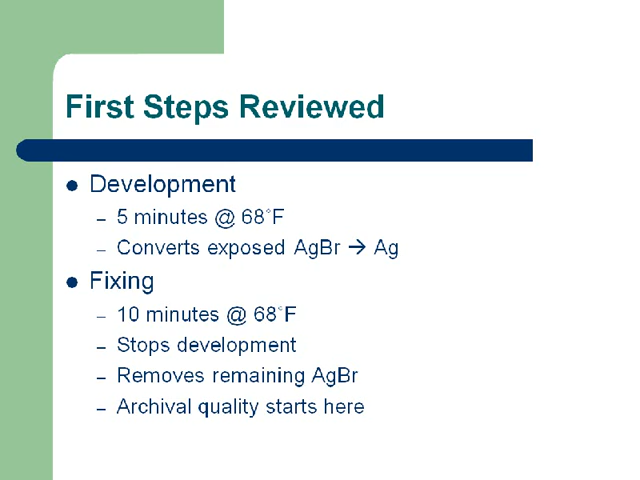 First Steps Reviewed
● Development
– 5 minutes @ 68°F
– Converts exposed AgBr → Ag
● Fixing
– 10 minutes @ 68°F
– Stops development
– Removes remaining AgBr
– Archival quality starts here